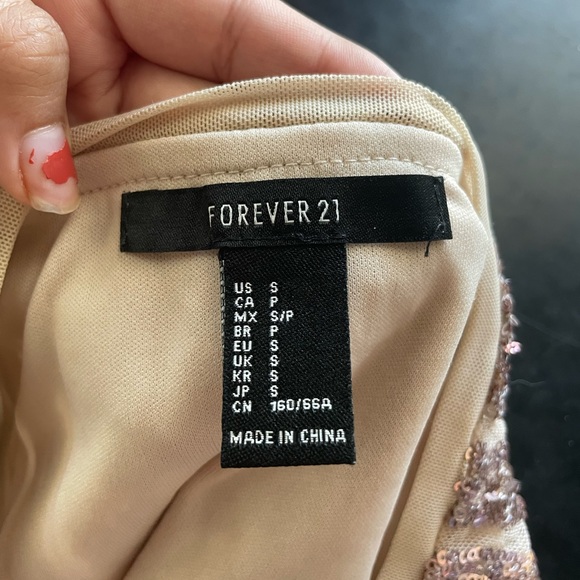 FOREVER 21
US S
CA P
MX S/P
BR P
EU S
UK S
KR S
JP S
CN 160/66A
MADE IN CHINA